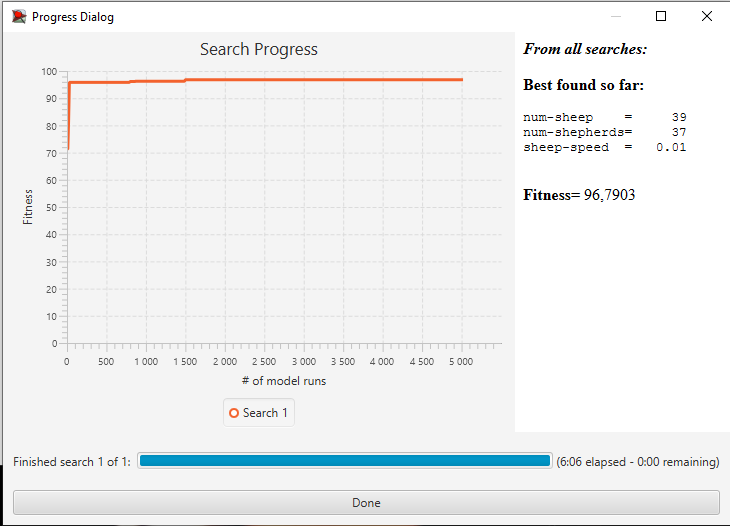 Progress Dialog
Search Progress
100
90
80
70
60
50
40
30
20
10
0
Fitness
0 500 1 000 1 500 2 000 2 500 3 000 3 500 4 000 4 500 5 000
# of model runs
Search 1
From all searches:
Best found so far:
num-sheep = 39
num-shepherds= 37
sheep-speed = 0.01
Fitness= 96,7903
Finished search 1 of 1: (6:06 elapsed - 0:00 remaining)
Done